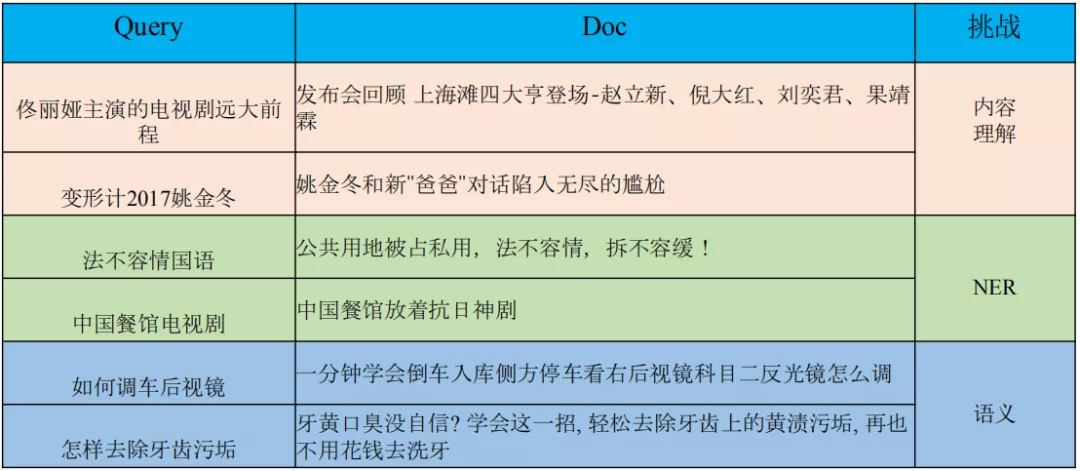 Query
Doc
挑战
佟丽娅主演的电视剧远大前
程
发布会回顾 上海滩四大亨登场-赵立新、倪大红、刘奕君、果靖
霖
内容
理解
变形计2017姚金冬
姚金冬和新"爸爸"对话陷入无尽的尴尬
法不容情国语
公共用地被占私用，法不容情，拆不容缓！
NER
中国餐馆电视剧
中国餐馆放着抗日神剧
如何调车后视镜
一分钟学会倒车入库侧方停车看右后视镜科目二反光镜怎么调
语义
怎样去除牙齿污垢
牙黄口臭没自信? 学会这一招, 轻松去除牙齿上的黄渍污垢, 再也
不用花钱去洗牙